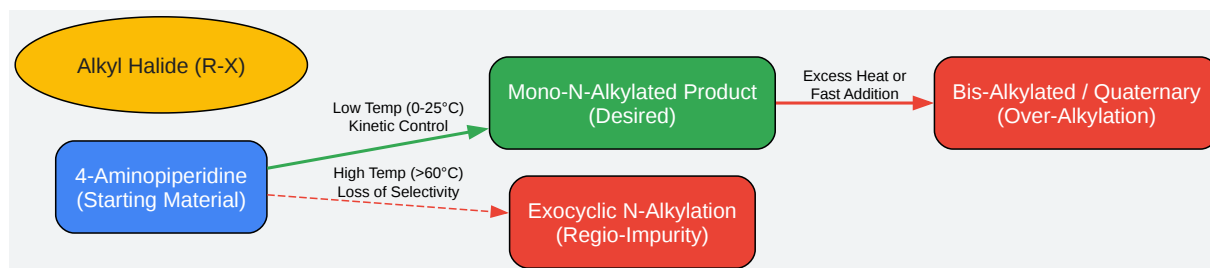 Alkyl Halide (R-X)
4-Aminopiperidine
(Starting Material)
Low Temp (0-25°C)
Kinetic Control
High Temp (>60°C)
Loss of Selectivity
Mono-N-Alkylated Product
(Desired)
Exocyclic N-Alkylation
(Regio-Impurity)
Excess Heat or
Fast Addition
Bis-Alkylated / Quaternary
(Over-Alkylation)